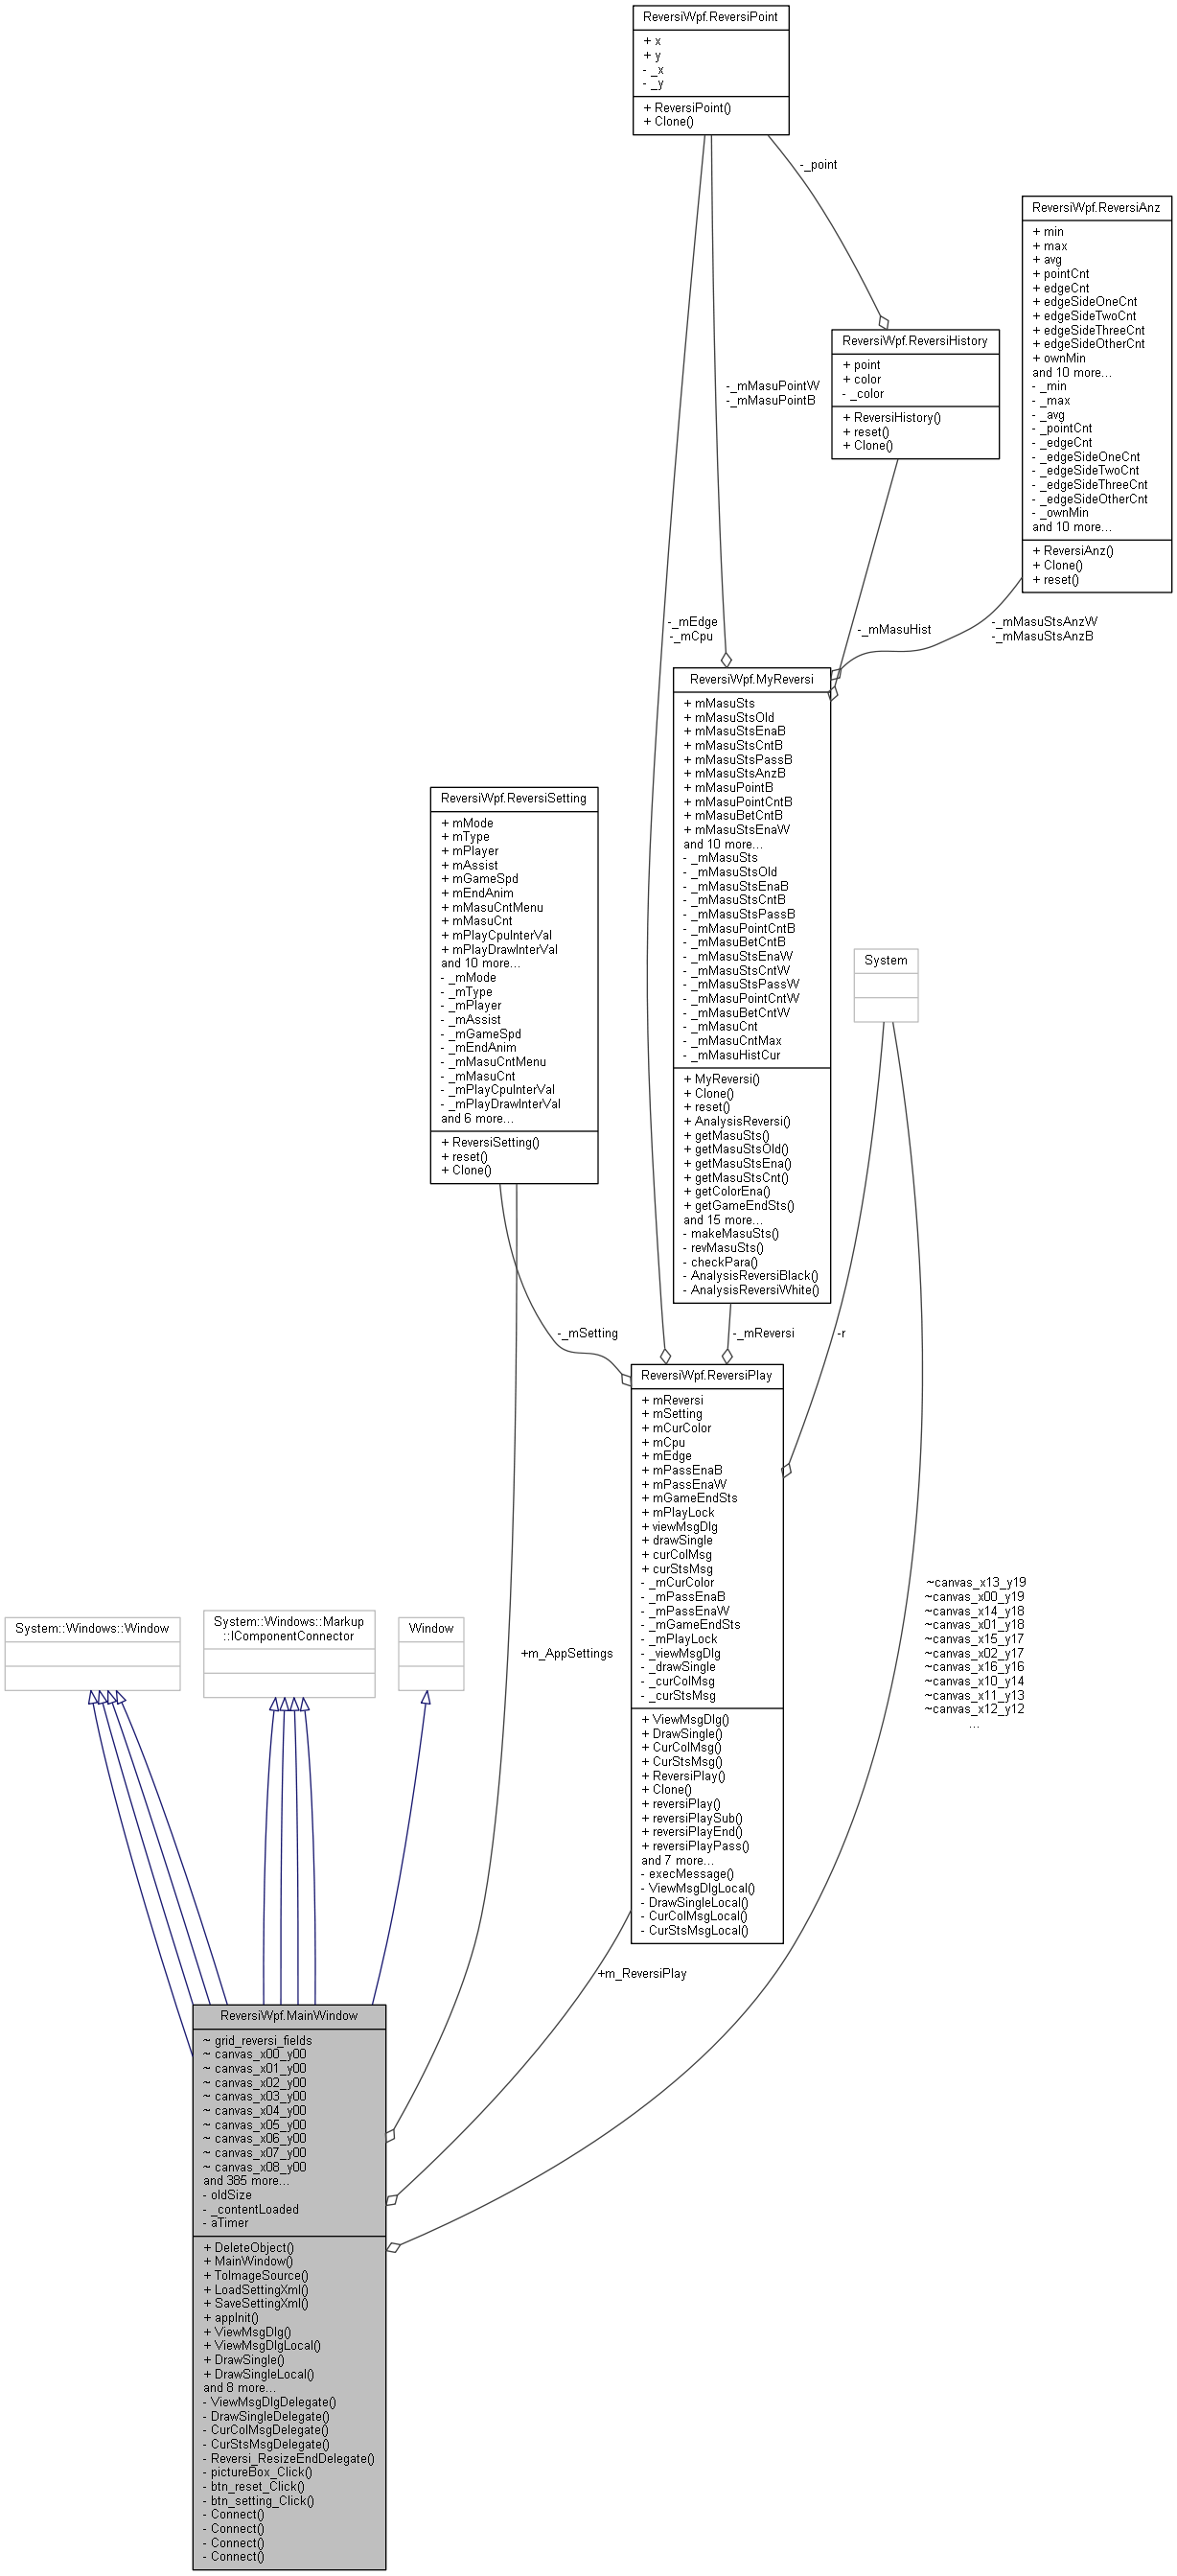 ReversiWpf.ReversiPoint
+ x
+ y
- _x
- _y
+ ReversiPoint()
+ Clone()
-_point
ReversiWpf.ReversiAnz
+ min
+ max
+ avg
+ pointCnt
+ edgeCnt
+ edgeSideOneCnt
+ edgeSideTwoCnt
+ edgeSideThreeCnt
+ edgeSideOtherCnt
+ ownMin
and 10 more...
- _min
- _max
- _avg
- _pointCnt
- _edgeCnt
- _edgeSideOneCnt
- _edgeSideTwoCnt
- _edgeSideThreeCnt
- _edgeSideOtherCnt
- _ownMin
and 10 more...
+ ReversiAnz()
+ Clone()
+ reset()
ReversiWpf.ReversiHistory
+ point
+ color
- _color
+ ReversiHistory()
+ reset()
+ Clone()
-_mMasuPointW
-_mMasuPointB
-_mEdge
-_mCpu
-_mMasuHist
-_mMasuStsAnzW
-_mMasuStsAnzB
ReversiWpf.MyReversi
+ mMasuSts
+ mMasuStsOld
+ mMasuStsEnaB
+ mMasuStsCntB
+ mMasuStsPassB
+ mMasuStsAnzB
+ mMasuPointB
+ mMasuPointCntB
+ mMasuBetCntB
+ mMasuStsEnaW
and 10 more...
- _mMasuSts
- _mMasuStsOld
- _mMasuStsEnaB
- _mMasuStsCntB
- _mMasuStsPassB
- _mMasuPointCntB
- _mMasuBetCntB
- _mMasuStsEnaW
- _mMasuStsCntW
- _mMasuStsPassW
- _mMasuPointCntW
- _mMasuBetCntW
- _mMasuCnt
- _mMasuCntMax
- _mMasuHistCur
+ MyReversi()
+ Clone()
+ reset()
+ AnalysisReversi()
+ getMasuSts()
+ getMasuStsOld()
+ getMasuStsEna()
+ getMasuStsCnt()
+ getColorEna()
+ getGameEndSts()
and 15 more...
- makeMasuSts()
- revMasuSts()
- checkPara()
- AnalysisReversiBlack()
- AnalysisReversiWhite()
ReversiWpf.ReversiSetting
+ mMode
+ mType
+ mPlayer
+ mAssist
+ mGameSpd
+ mEndAnim
+ mMasuCntMenu
+ mMasuCnt
+ mPlayCpuInterVal
+ mPlayDrawInterVal
and 10 more...
- _mMode
- _mType
- _mPlayer
- _mAssist
- _mGameSpd
- _mEndAnim
- _mMasuCntMenu
- _mMasuCnt
- _mPlayCpuInterVal
- _mPlayDrawInterVal
and 6 more...
+ ReversiSetting()
+ reset()
+ Clone()
System
-_mSetting
-_mReversi
-r
ReversiWpf.ReversiPlay
+ mReversi
+ mSetting
+ mCurColor
+ mCpu
+ mEdge
+ mPassEnaB
+ mPassEnaW
+ mGameEndSts
+ mPlayLock
+ viewMsgDlg
+ drawSingle
+ curColMsg
+ curStsMsg
- _mCurColor
- _mPassEnaB
- _mPassEnaW
- _mGameEndSts
- _mPlayLock
- _viewMsgDlg
- _drawSingle
- _curColMsg
- _curStsMsg
+ ViewMsgDlg()
+ DrawSingle()
+ CurColMsg()
+ CurStsMsg()
+ ReversiPlay()
+ Clone()
+ reversiPlay()
+ reversiPlaySub()
+ reversiPlayEnd()
+ reversiPlayPass()
and 7 more...
- execMessage()
- ViewMsgDlgLocal()
- DrawSingleLocal()
- CurColMsgLocal()
- CurStsMsgLocal()
~canvas_x13_y19
~canvas_x00_y19
~canvas_x14_y18
~canvas_x01_y18
~canvas_x15_y17
~canvas_x02_y17
~canvas_x16_y16
~canvas_x10_y14
~canvas_x11_y13
~canvas_x12_y12
...
System::Windows::Window
System::Windows::Markup
::IComponentConnector
Window
+m_AppSettings
+m_ReversiPlay
ReversiWpf.MainWindow
~ grid_reversi_fields
~ canvas_x00_y00
~ canvas_x01_y00
~ canvas_x02_y00
~ canvas_x03_y00
~ canvas_x04_y00
~ canvas_x05_y00
~ canvas_x06_y00
~ canvas_x07_y00
~ canvas_x08_y00
and 385 more...
- oldSize
- _contentLoaded
- aTimer
+ DeleteObject()
+ MainWindow()
+ ToImageSource()
+ LoadSettingXml()
+ SaveSettingXml()
+ appInit()
+ ViewMsgDlg()
+ ViewMsgDlgLocal()
+ DrawSingle()
+ DrawSingleLocal()
and 8 more...
- ViewMsgDlgDelegate()
- DrawSingleDelegate()
- CurColMsgDelegate()
- CurStsMsgDelegate()
- Reversi_ResizeEndDelegate()
- pictureBox_Click()
- btn_reset_Click()
- btn_setting_Click()
- Connect()
- Connect()
- Connect()
- Connect()